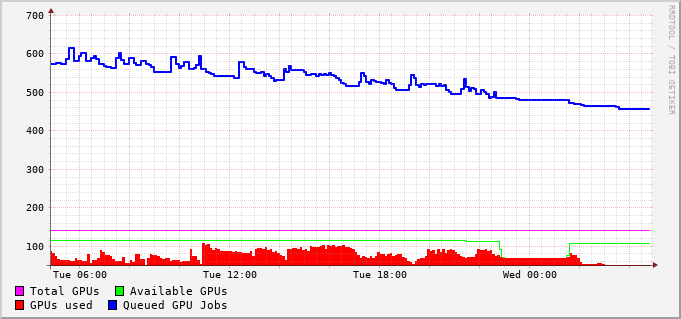 700
600
500
400
300
200
100
Tue 06:00 Tue 12:00 Tue 18:00 Wed 00:00
Total GPUs Available GPUs
GPUs used Queued GPU Jobs
RRDTOOL / TOBI OETIKER